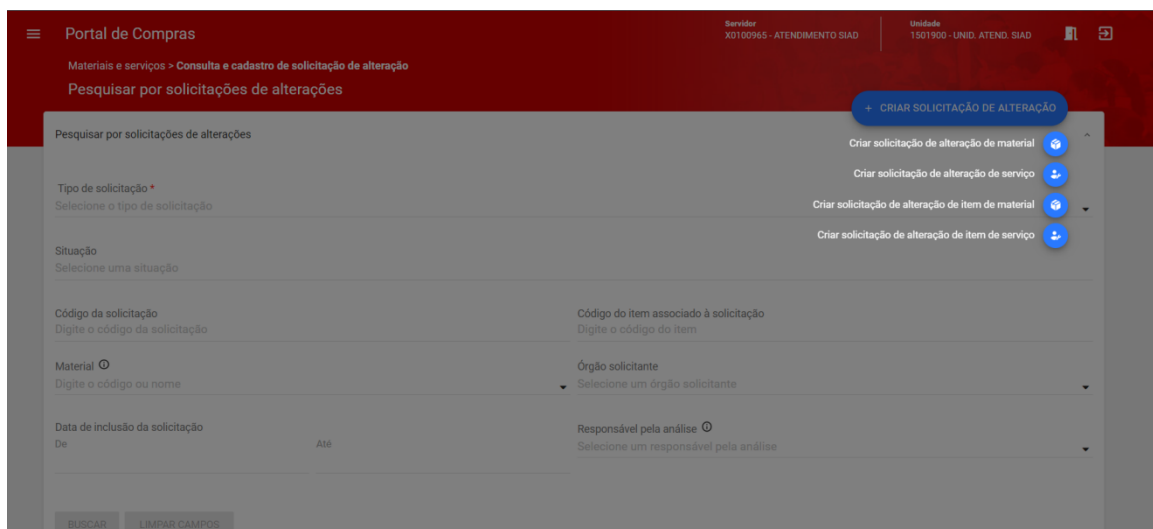 Portal de Compras
Servidor
X0100965 - ATENDIMENTO SIAD
Unidade
1501900 - UNID. ATEND. SIAD
Materiais e serviços > Consulta e cadastro de solicitação de alteração
Pesquisar por solicitações de alterações
+ CRIAR SOLICITAÇÃO DE ALTERAÇÃO
Pesquisar por solicitações de alterações
Criar solicitação de alteração de material
Criar solicitação de alteração de serviço
Criar solicitação de alteração de item de material
Criar solicitação de alteração de item de serviço
Tipo de solicitação *
Selecione o tipo de solicitação
Situação
Selecione uma situação
Código da solicitação
Digite o código da solicitação
Código do item associado à solicitação
Digite o código do item
Material
Digite o código ou nome
Órgão solicitante
Selecione um órgão solicitante
Data de inclusão da solicitação
De
Até
Responsável pela análise
Selecione um responsável pela análise
BUSCAR
LIMPAR CAMPOS